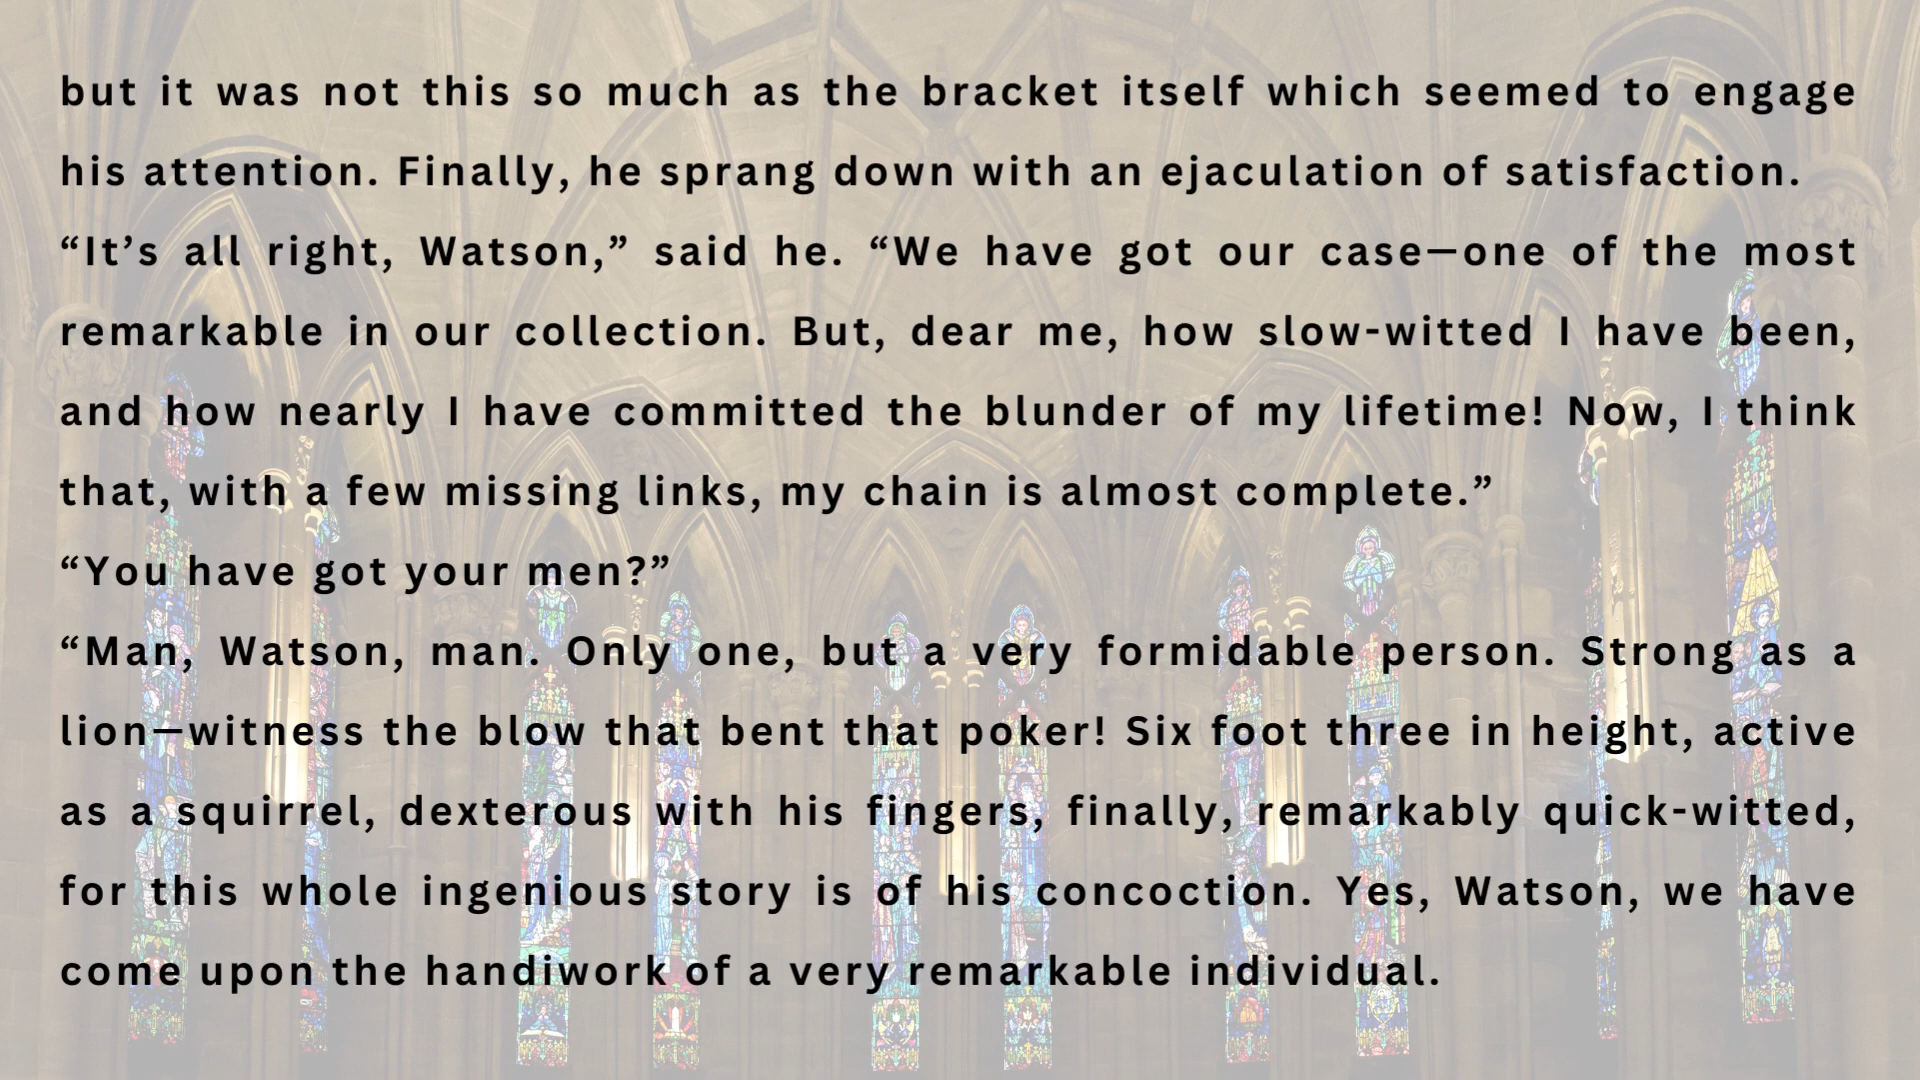 but it was not this so much as the bracket itself which seemed to engage
his attention. Finally, he sprang down with an ejaculation of satisfaction.
“It’s all right, Watson,” said he. “We have got our case—one of the most
remarkable in our collection. But, dear me, how slow-witted I have been,
and how nearly I have committed the blunder of my lifetime! Now, I think
that, with a few missing links, my chain is almost complete.”
“You have got your men?”
“Man, Watson, man. Only one, but a very formidable person. Strong as a
lion—witness the blow that bent that poker! Six foot three in height, active
as a squirrel, dexterous with his fingers, finally, remarkably quick-witted,
for this whole ingenious story is of his concoction. Yes, Watson, we have
come upon the handiwork of a very remarkable individual.